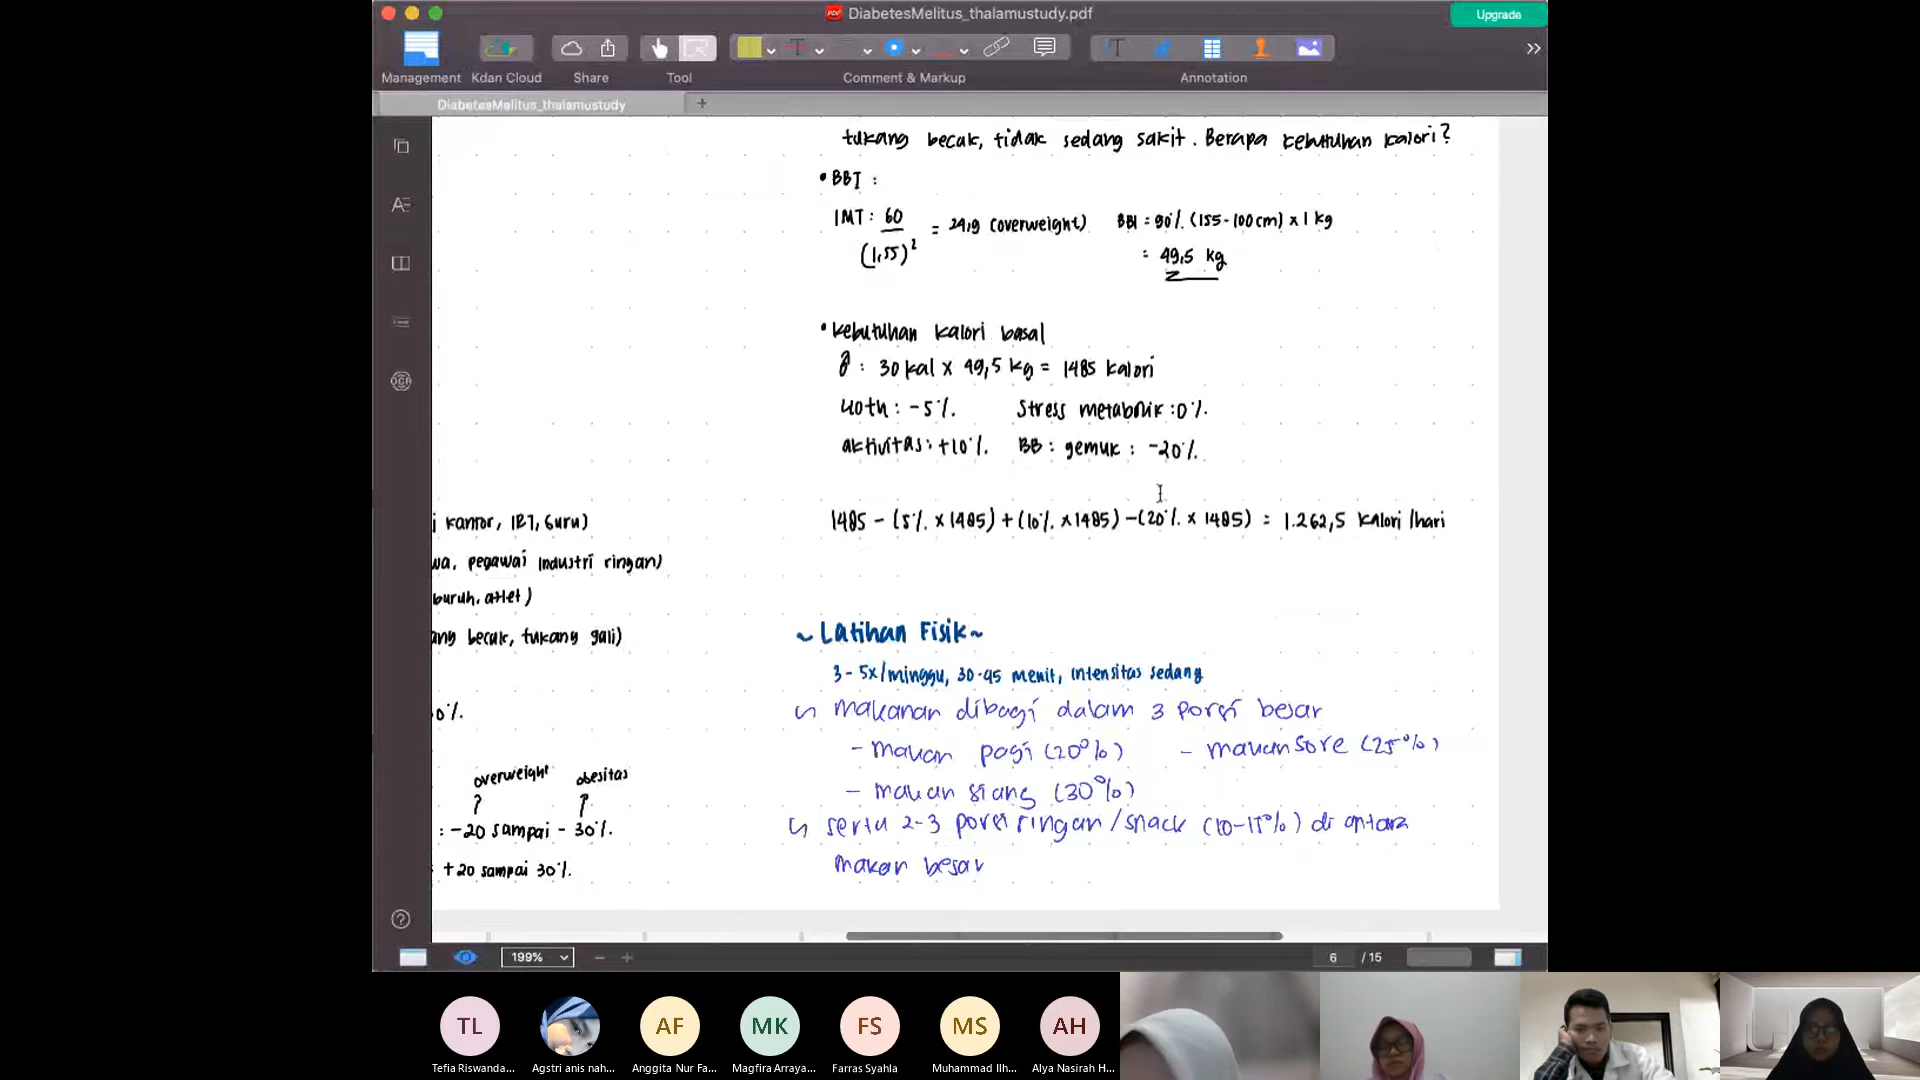 DiabetesMelitus_thalamustudy.pdf
Upgrade
Management
Kdan Cloud
Share
Tool
Comment & Markup
Annotation
DiabetesMelitus_thalamustudy
tukang becak, tidak sedang sakit. Berapa kebutuhan kalori?
• BBI :
IMT : 60 / (1,55)² = 24,9 (overweight)
BBI = 90% (155-100 cm) x 1 kg
= 49,5 kg
• Kebutuhan kalori basal
: 30 kal x 49,5 kg = 1485 kalori
40th : -5%. Stress metabolik : 0%.
aktivitas : +10%. BB : gemuk : -20%.
1485 - (5% x 1485) + (10% x 1485) - (20% x 1485) = 1.262,5 kalori/hari
i kantor, IRT, Guru)
wa, pegawai industri ringan)
buruh, atlet)
ang becak, tukang gali)
0%.
overweight obesitas
: -20 sampai - 30%.
+20 sampai 30%.
~ Latihan Fisik ~
3-5x/minggu, 30-45 menit, intensitas sedang
makanan dibagi dalam 3 porsi besar
- makan pagi (20%) - makan sore (25%)
- makan siang (30%)
serta 2-3 porsi ringan/snack (10-15%) di antara
makan besar
OCR
199%
6 / 15
TL
AF
MK
FS
MS
AH
Tefia Riswanda...
Agstri anis nah...
Anggita Nur Fa...
Magfira Arraya...
Farras Syahla
Muhammad Ilh...
Alya Nasirah H...